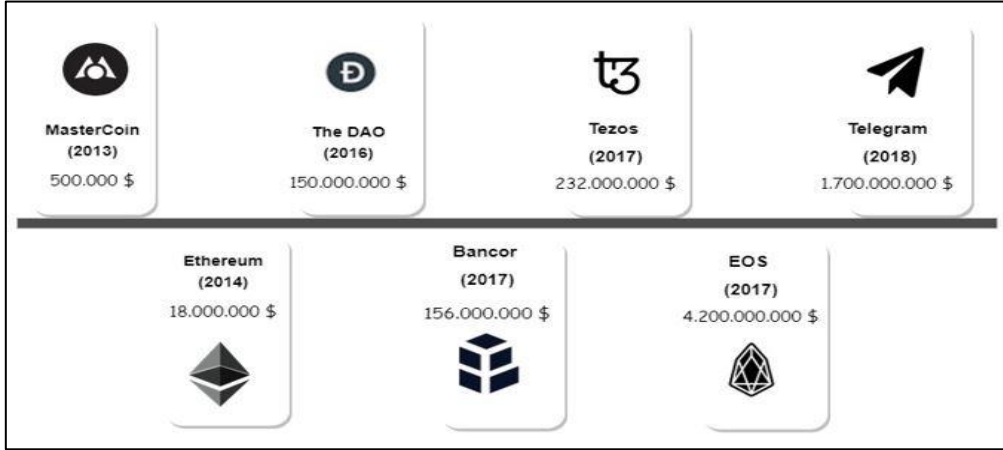 MasterCoin
(2013)
500.000 $
The DAO
(2016)
150.000.000 $
Tezos
(2017)
232.000.000 $
Telegram
(2018)
1.700.000.000 $
Ethereum
(2014)
18.000.000 $
Bancor
(2017)
156.000.000 $
EOS
(2017)
4.200.000.000 $